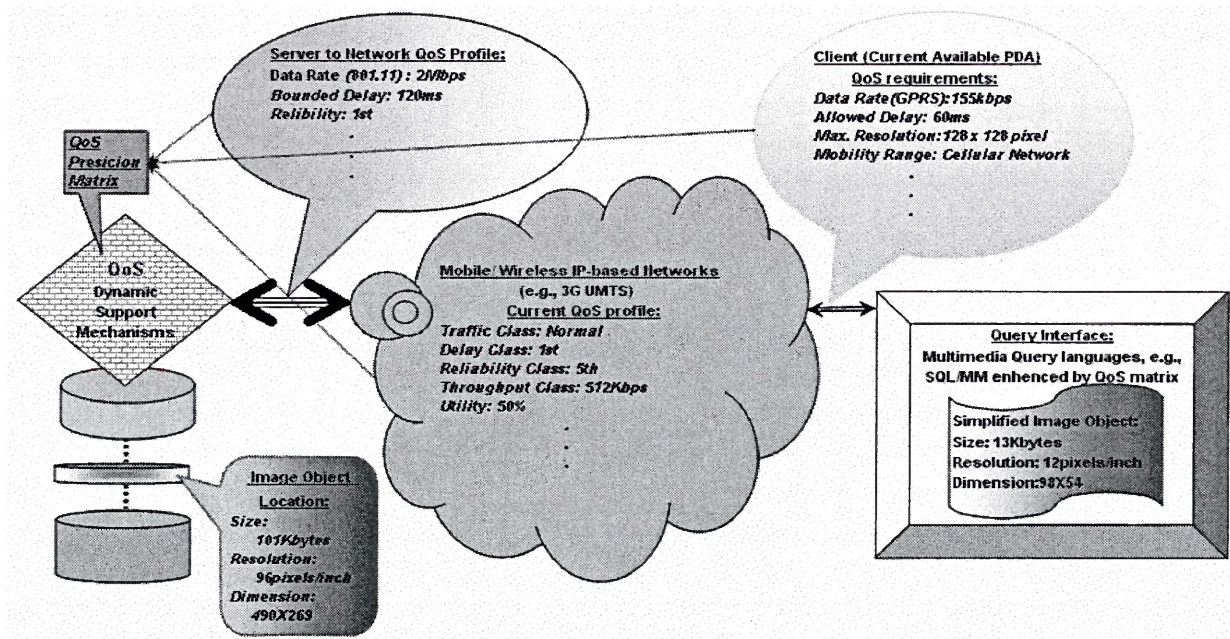 Server to Network QoS Profile:
Data Rate (801.11) : 2Mbps
Bounded Delay: 120ms
Relibility: 1st
Client (Current Available PDA)
QoS requirements:
Data Rate(GPRS):155kbps
Allowed Delay: 60ms
Max. Resolution:128 x 128 pixel
Mobility Range: Cellular Network
QoS
Presicion
Matrix
QoS
Dynamic
Support
Mechanisms
Mobile/Wireless IP-based Networks
(e.g., 3G UMTS)
Current QoS profile:
Traffic Class: Normal
Delay Class: 1st
Reliability Class: 5th
Throughput Class: 512Kbps
Utility: 50%
Query Interface:
Multimedia Query languages, e.g.,
SQL/MM enhanced by QoS matrix
Simplified Image Object:
Size: 13Kbytes
Resolution: 12pixels/inch
Dimension:98X54
Image Object
Location:
Size:
101Kbytes
Resolution:
96pixels/inch
Dimension:
490X269